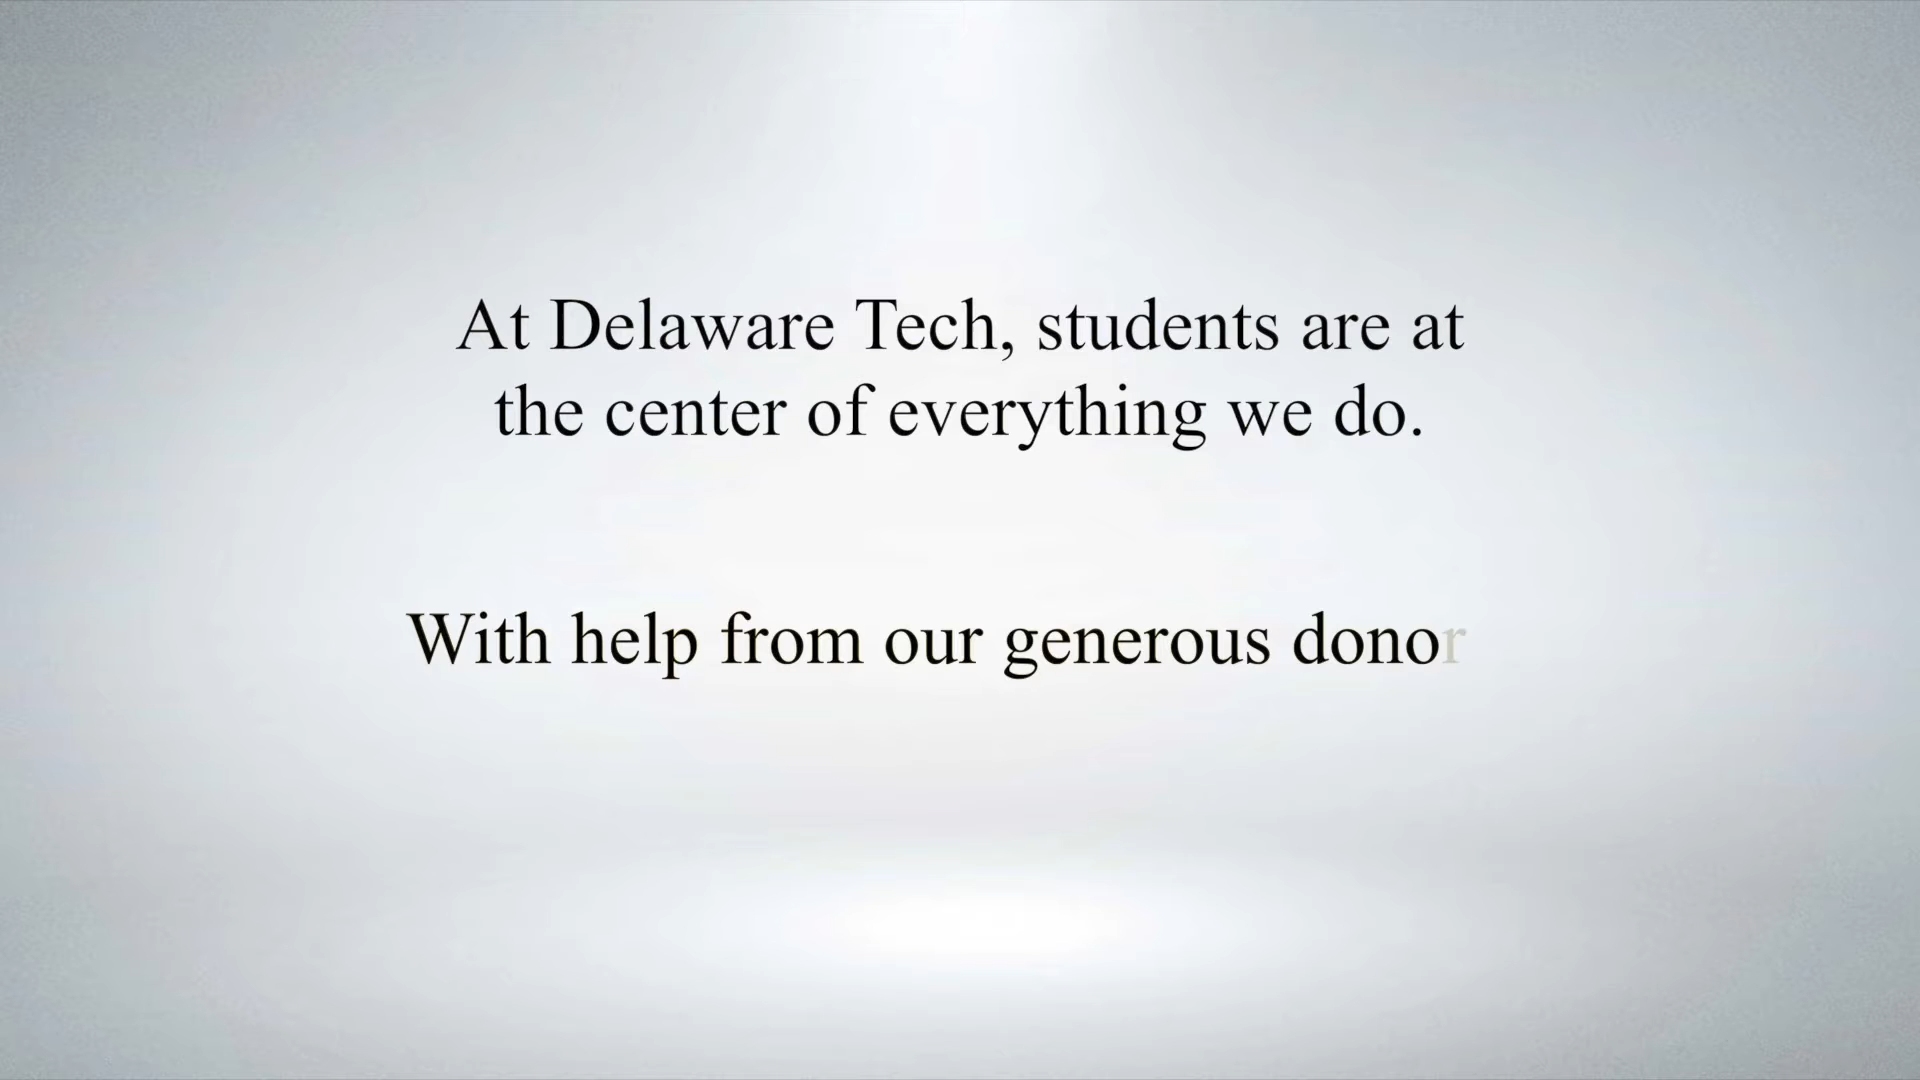 At Delaware Tech, students are at
the center of everything we do.
With help from our generous donor